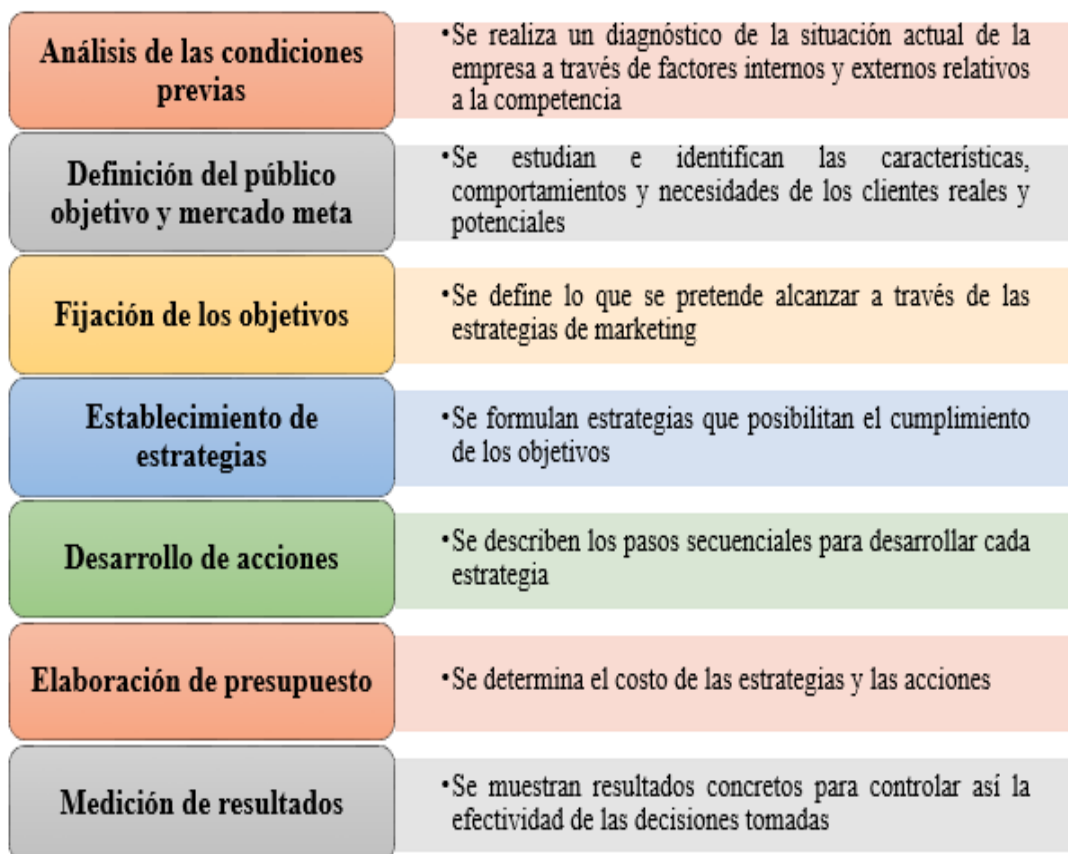 Análisis de las condiciones
previas
•Se realiza un diagnóstico de la situación actual de la
empresa a través de factores internos y externos relativos
a la competencia
Definición del público
objetivo y mercado meta
•Se estudian e identifican las características,
comportamientos y necesidades de los clientes reales y
potenciales
Fijación de los objetivos
•Se define lo que se pretende alcanzar a través de las
estrategias de marketing
Establecimiento de
estrategias
•Se formulan estrategias que posibilitan el cumplimiento
de los objetivos
Desarrollo de acciones
•Se describen los pasos secuenciales para desarrollar cada
estrategia
Elaboración de presupuesto
•Se determina el costo de las estrategias y las acciones
Medición de resultados
•Se muestran resultados concretos para controlar así la
efectividad de las decisiones tomadas